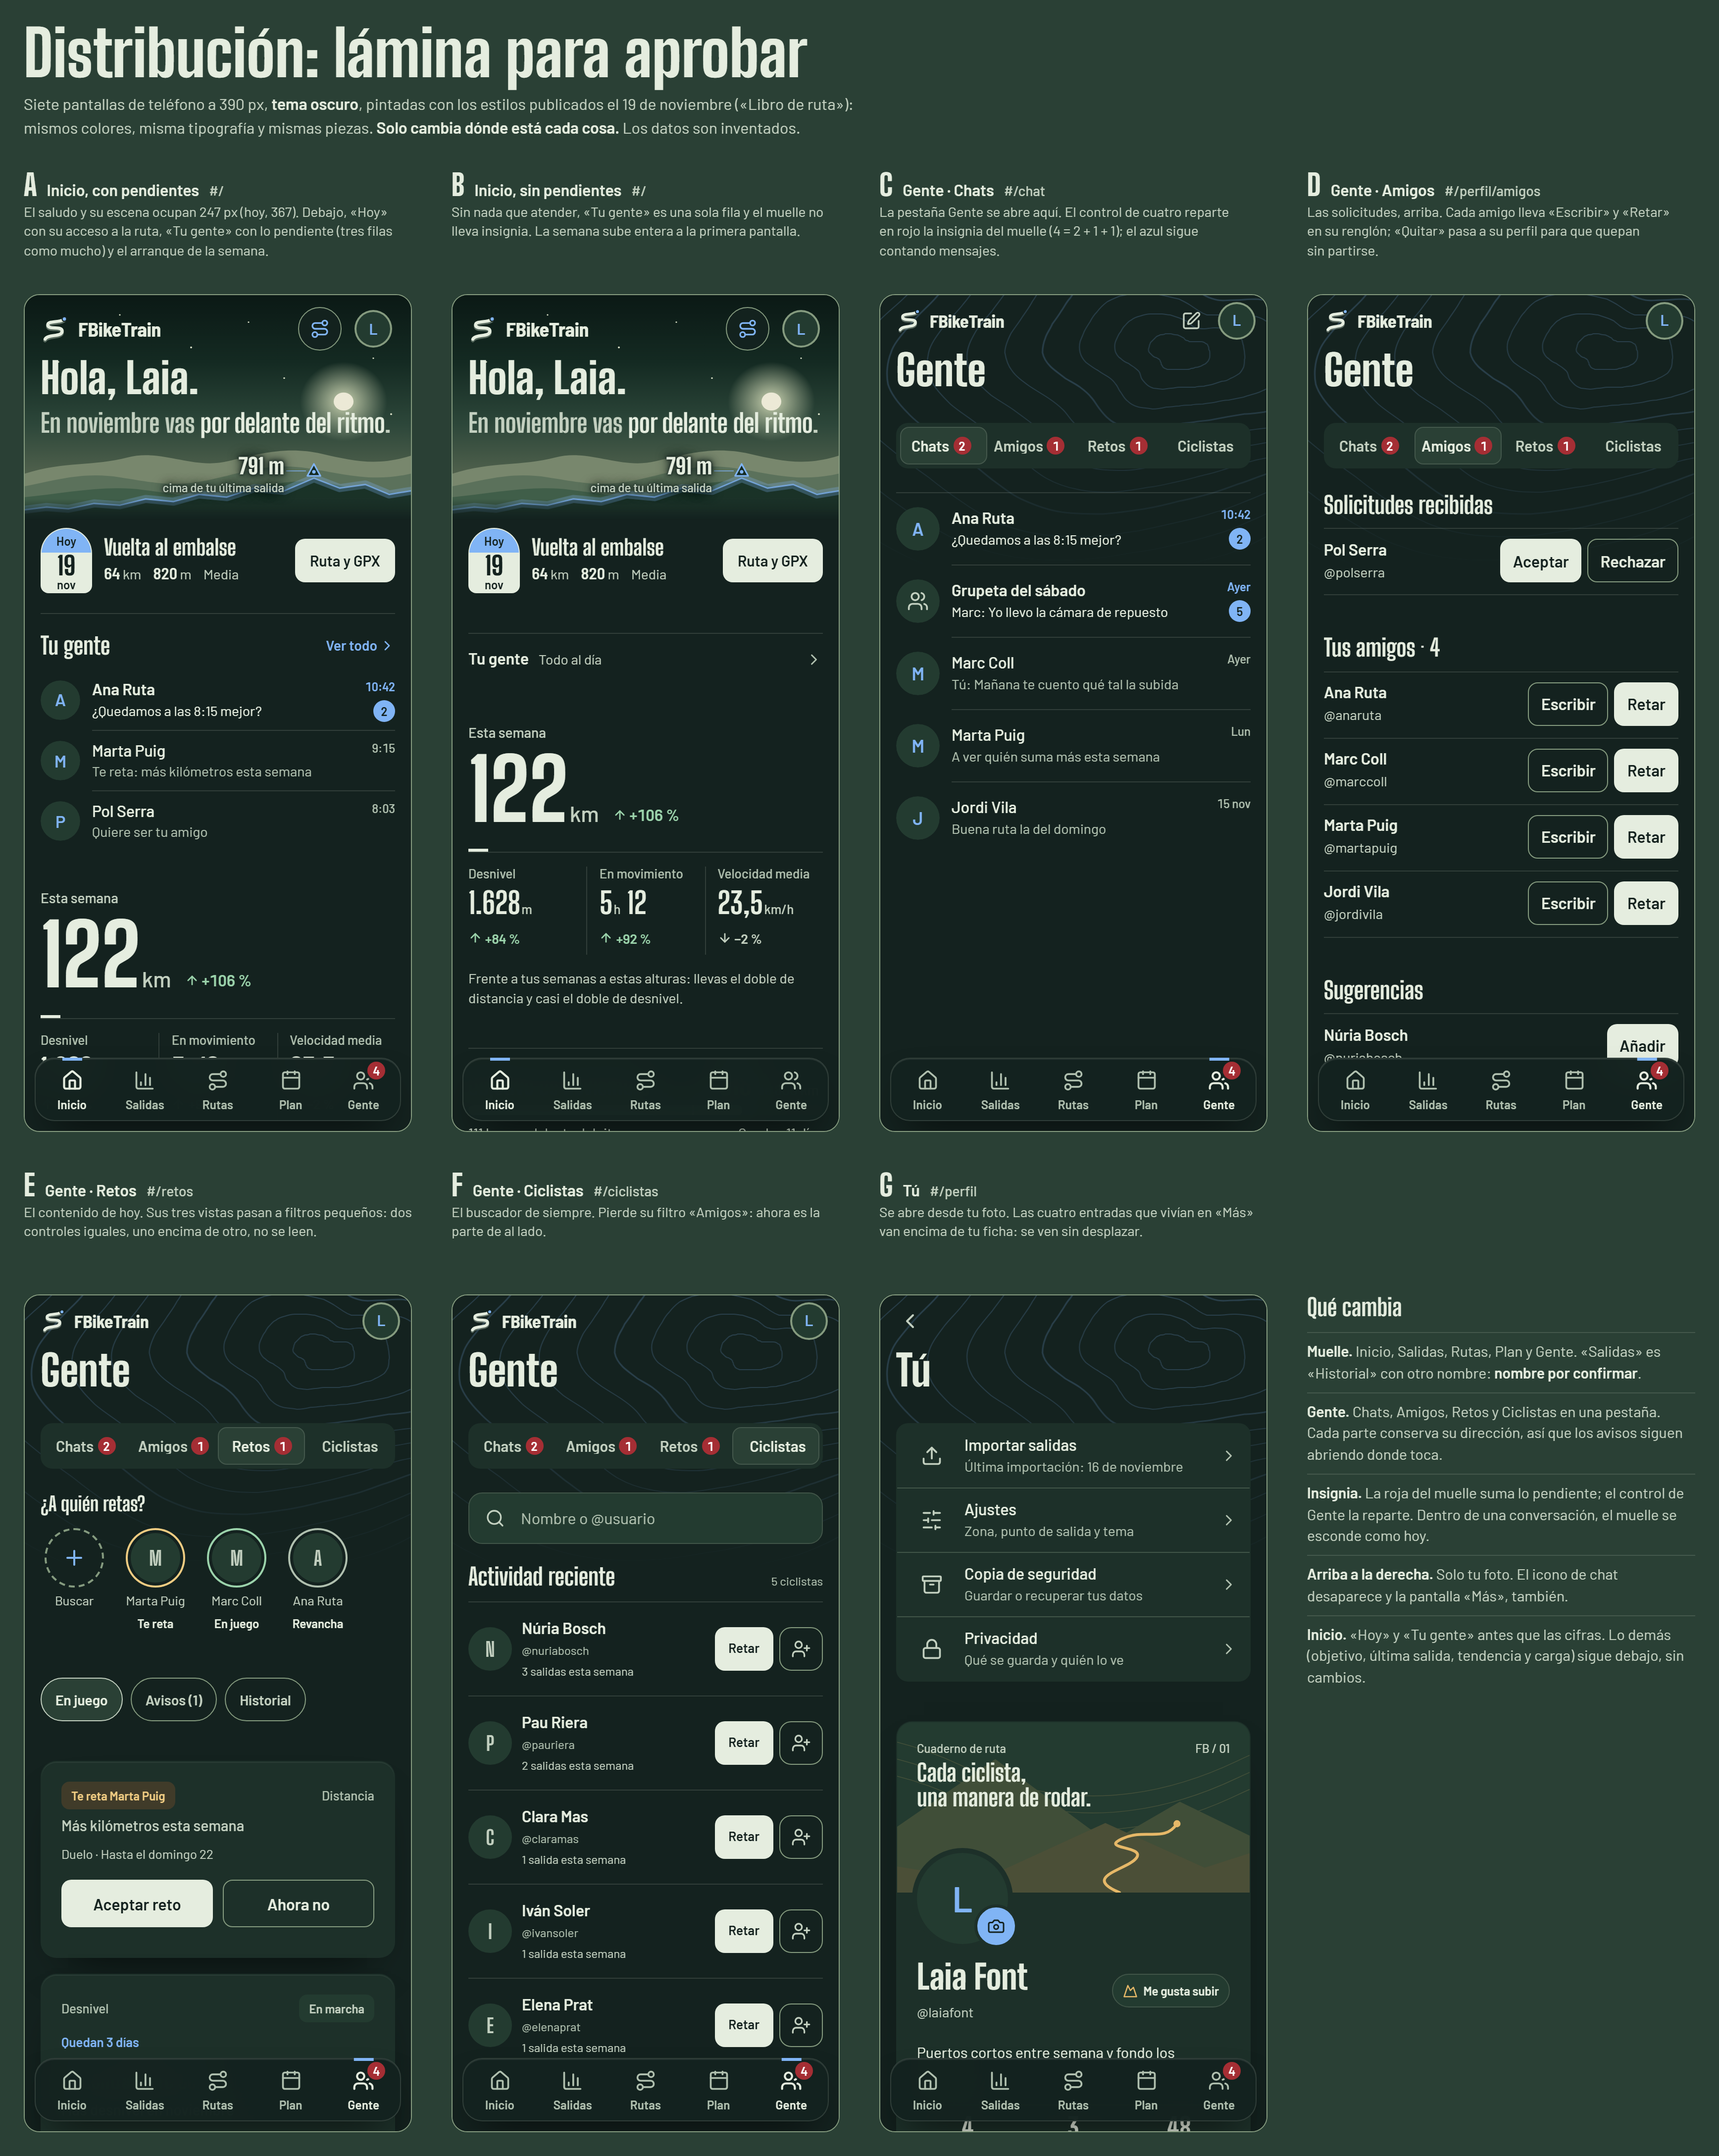 Distribución: lámina para aprobar
Siete pantallas de teléfono a 390 px, tema oscuro, pintadas con los estilos publicados el 19 de noviembre («Libro de ruta»):
mismos colores, misma tipografía y mismas piezas. Solo cambia dónde está cada cosa. Los datos son inventados.
A Inicio, con pendientes #/
El saludo y su escena ocupan 247 px (hoy, 367). Debajo, «Hoy»
con su acceso a la ruta, «Tu gente» con lo pendiente (tres filas
como mucho) y el arranque de la semana.
FBikeTrain
L
Hola, Laia.
En noviembre vas por delante del ritmo.
791 m
cima de tu última salida
Hoy
19
nov
Vuelta al embalse
64 km 820 m Media
Ruta y GPX
Tu gente
Ver todo
A
Ana Ruta
10:42
¿Quedamos a las 8:15 mejor?
2
M
Marta Puig
9:15
Te reta: más kilómetros esta semana
P
Pol Serra
8:03
Quiere ser tu amigo
Esta semana
122 km
+106 %
Desnivel
En movimiento
Velocidad media
4
Inicio
Salidas
Rutas
Plan
Gente
B Inicio, sin pendientes #/
Sin nada que atender, «Tu gente» es una sola fila y el muelle no
lleva insignia. La semana sube entera a la primera pantalla.
FBikeTrain
L
Hola, Laia.
En noviembre vas por delante del ritmo.
791 m
cima de tu última salida
Hoy
19
nov
Vuelta al embalse
64 km 820 m Media
Ruta y GPX
Tu gente Todo al día
Esta semana
122 km
+106 %
Desnivel
En movimiento
Velocidad media
1.628 m
5 h 12
23,5 km/h
+84 %
+92 %
−2 %
Frente a tus semanas a estas alturas: llevas el doble de
distancia y casi el doble de desnivel.
Inicio
Salidas
Rutas
Plan
Gente
C Gente · Chats #/chat
La pestaña Gente se abre aquí. El control de cuatro reparte
en rojo la insignia del muelle (4 = 2 + 1 + 1); el azul sigue
contando mensajes.
FBikeTrain
L
Gente
Chats 2
Amigos 1
Retos 1
Ciclistas
A
Ana Ruta
10:42
¿Quedamos a las 8:15 mejor?
2
Grupeta del sábado
Ayer
Marc: Yo llevo la cámara de repuesto
5
M
Marc Coll
Ayer
Tú: Mañana te cuento qué tal la subida
M
Marta Puig
Lun
A ver quién suma más esta semana
J
Jordi Vila
15 nov
Buena ruta la del domingo
4
Inicio
Salidas
Rutas
Plan
Gente
D Gente · Amigos #/perfil/amigos
Las solicitudes, arriba. Cada amigo lleva «Escribir» y «Retar»
en su renglón; «Quitar» pasa a su perfil para que quepan
sin partirse.
FBikeTrain
L
Gente
Chats 2
Amigos 1
Retos 1
Ciclistas
Solicitudes recibidas
Pol Serra
@polserra
Aceptar
Rechazar
Tus amigos · 4
Ana Ruta
@anaruta
Escribir
Retar
Marc Coll
@marccoll
Escribir
Retar
Marta Puig
@martapuig
Escribir
Retar
Jordi Vila
@jordivila
Escribir
Retar
Sugerencias
Núria Bosch
Añadir
4
Inicio
Salidas
Rutas
Plan
Gente
E Gente · Retos #/retos
El contenido de hoy. Sus tres vistas pasan a filtros pequeños: dos
controles iguales, uno encima de otro, no se leen.
FBikeTrain
L
Gente
Chats 2
Amigos 1
Retos 1
Ciclistas
¿A quién retas?
M
M
A
Buscar
Marta Puig
Marc Coll
Ana Ruta
Te reta
En juego
Revancha
En juego
Avisos (1)
Historial
Te reta Marta Puig
Distancia
Más kilómetros esta semana
Duelo · Hasta el domingo 22
Aceptar reto
Ahora no
Desnivel
En marcha
Quedan 3 días
4
Inicio
Salidas
Rutas
Plan
Gente
F Gente · Ciclistas #/ciclistas
El buscador de siempre. Pierde su filtro «Amigos»: ahora es la
parte de al lado.
FBikeTrain
L
Gente
Chats 2
Amigos 1
Retos 1
Ciclistas
Nombre o @usuario
Actividad reciente
5 ciclistas
N
Núria Bosch
@nuriabosch
3 salidas esta semana
Retar
P
Pau Riera
@pauriera
2 salidas esta semana
Retar
C
Clara Mas
@claramas
1 salida esta semana
Retar
I
Iván Soler
@ivansoler
1 salida esta semana
Retar
E
Elena Prat
@elenaprat
1 salida esta semana
Retar
4
Inicio
Salidas
Rutas
Plan
Gente
G Tú #/perfil
Se abre desde tu foto. Las cuatro entradas que vivían en «Más»
van encima de tu ficha: se ven sin desplazar.
Tú
Importar salidas
Última importación: 16 de noviembre
Ajustes
Zona, punto de salida y tema
Copia de seguridad
Guardar o recuperar tus datos
Privacidad
Qué se guarda y quién lo ve
Cuaderno de ruta
FB / 01
Cada ciclista,
una manera de rodar.
L
Laia Font
@laiafont
Me gusta subir
Puertos cortos entre semana y fondo los
4
Inicio
Salidas
Rutas
Plan
Gente
4
3
48
Qué cambia
Muelle. Inicio, Salidas, Rutas, Plan y Gente. «Salidas» es
«Historial» con otro nombre: nombre por confirmar.
Gente. Chats, Amigos, Retos y Ciclistas en una pestaña.
Cada parte conserva su dirección, así que los avisos siguen
abriendo donde toca.
Insignia. La roja del muelle suma lo pendiente; el control de
Gente la reparte. Dentro de una conversación, el muelle se
esconde como hoy.
Arriba a la derecha. Solo tu foto. El icono de chat
desaparece y la pantalla «Más», también.
Inicio. «Hoy» y «Tu gente» antes que las cifras. Lo demás
(objetivo, última salida, tendencia y carga) sigue debajo, sin
cambios.